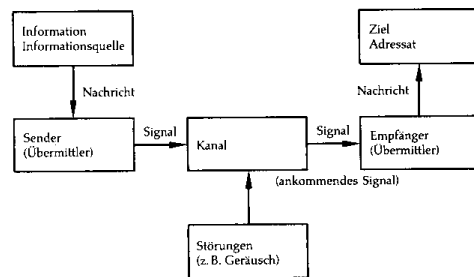 Information
Informationsquelle
Nachricht
Sender
(Übermittler)
Signal
Kanal
Signal
(ankommendes Signal)
Störungen
(z. B. Geräusch)
Empfänger
(Übermittler)
Nachricht
Ziel
Adressat